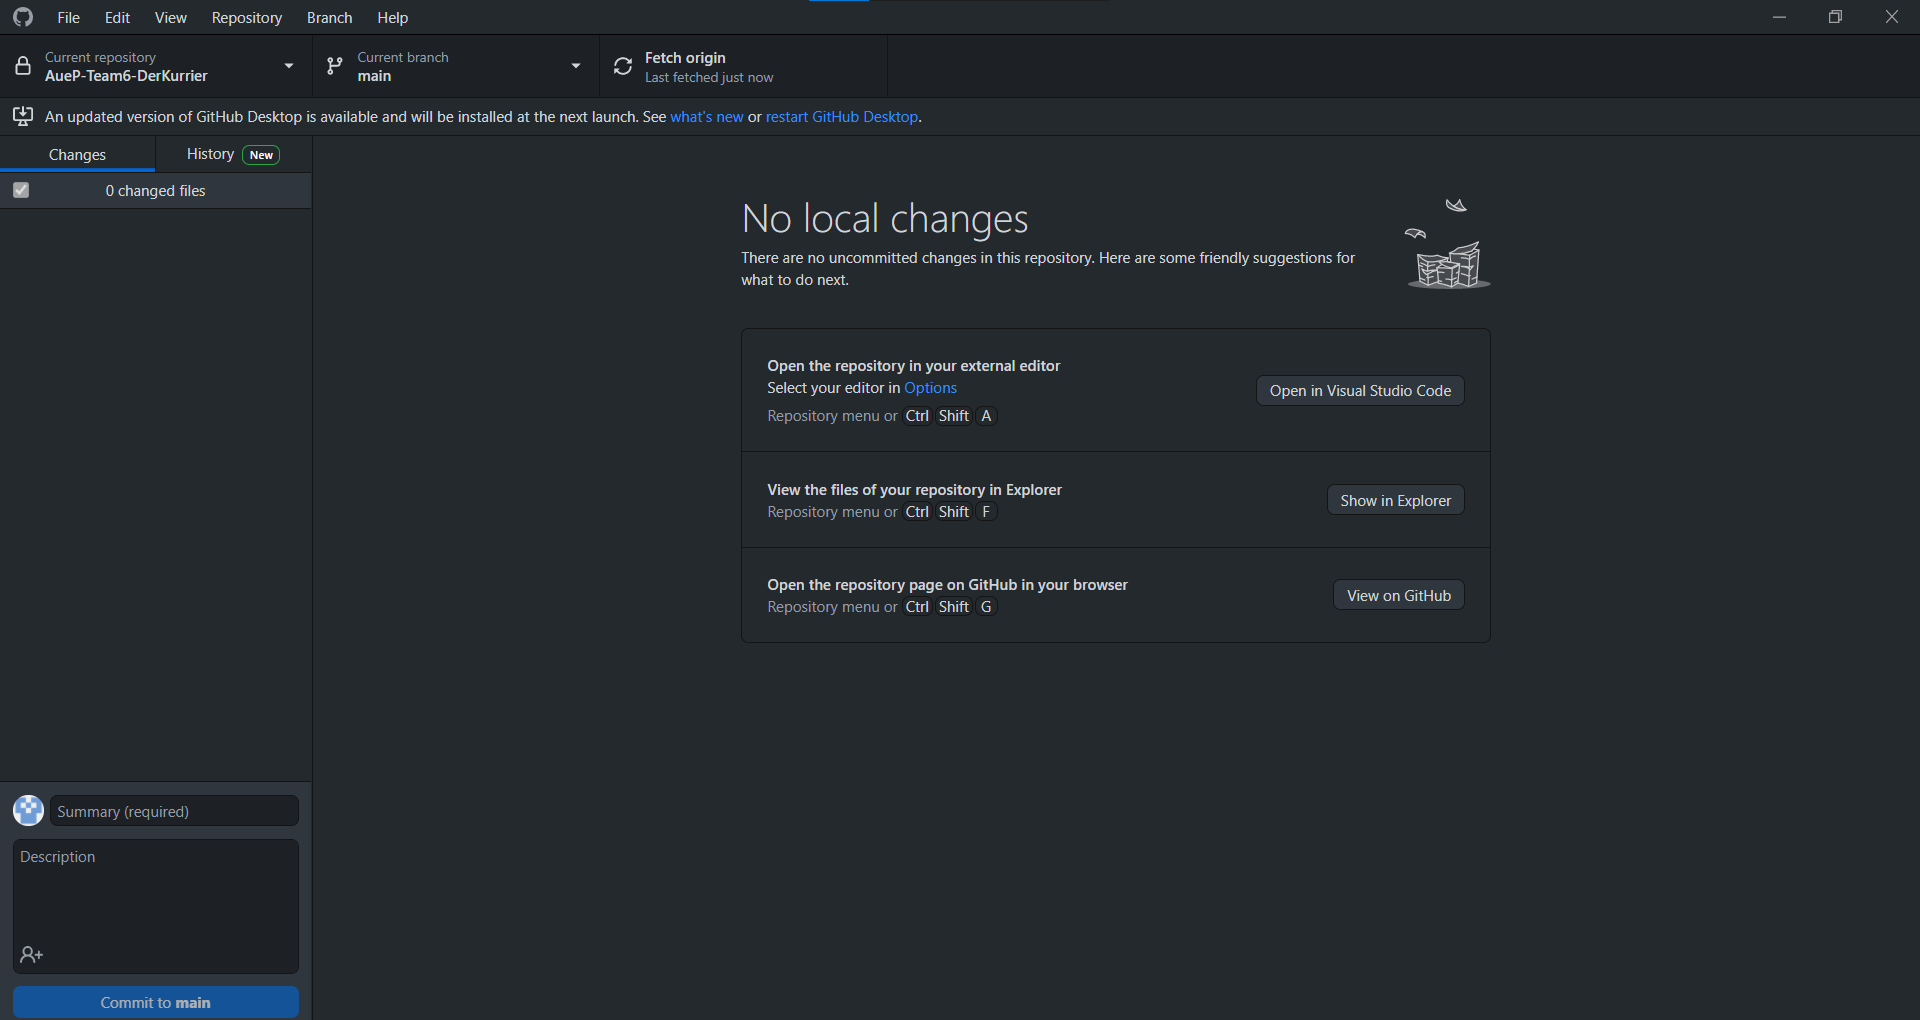 File Edit View Repository Branch Help
Current repository
AueP-Team6-DerKurrier
Current branch
main
Fetch origin
Last fetched just now
An updated version of GitHub Desktop is available and will be installed at the next launch. See what's new or restart GitHub Desktop.
Changes
History New
0 changed files
No local changes
There are no uncommitted changes in this repository. Here are some friendly suggestions for
what to do next.
Open the repository in your external editor
Select your editor in Options
Repository menu or Ctrl Shift A
Open in Visual Studio Code
View the files of your repository in Explorer
Repository menu or Ctrl Shift F
Show in Explorer
Open the repository page on GitHub in your browser
Repository menu or Ctrl Shift G
View on GitHub
Summary (required)
Description
Commit to main